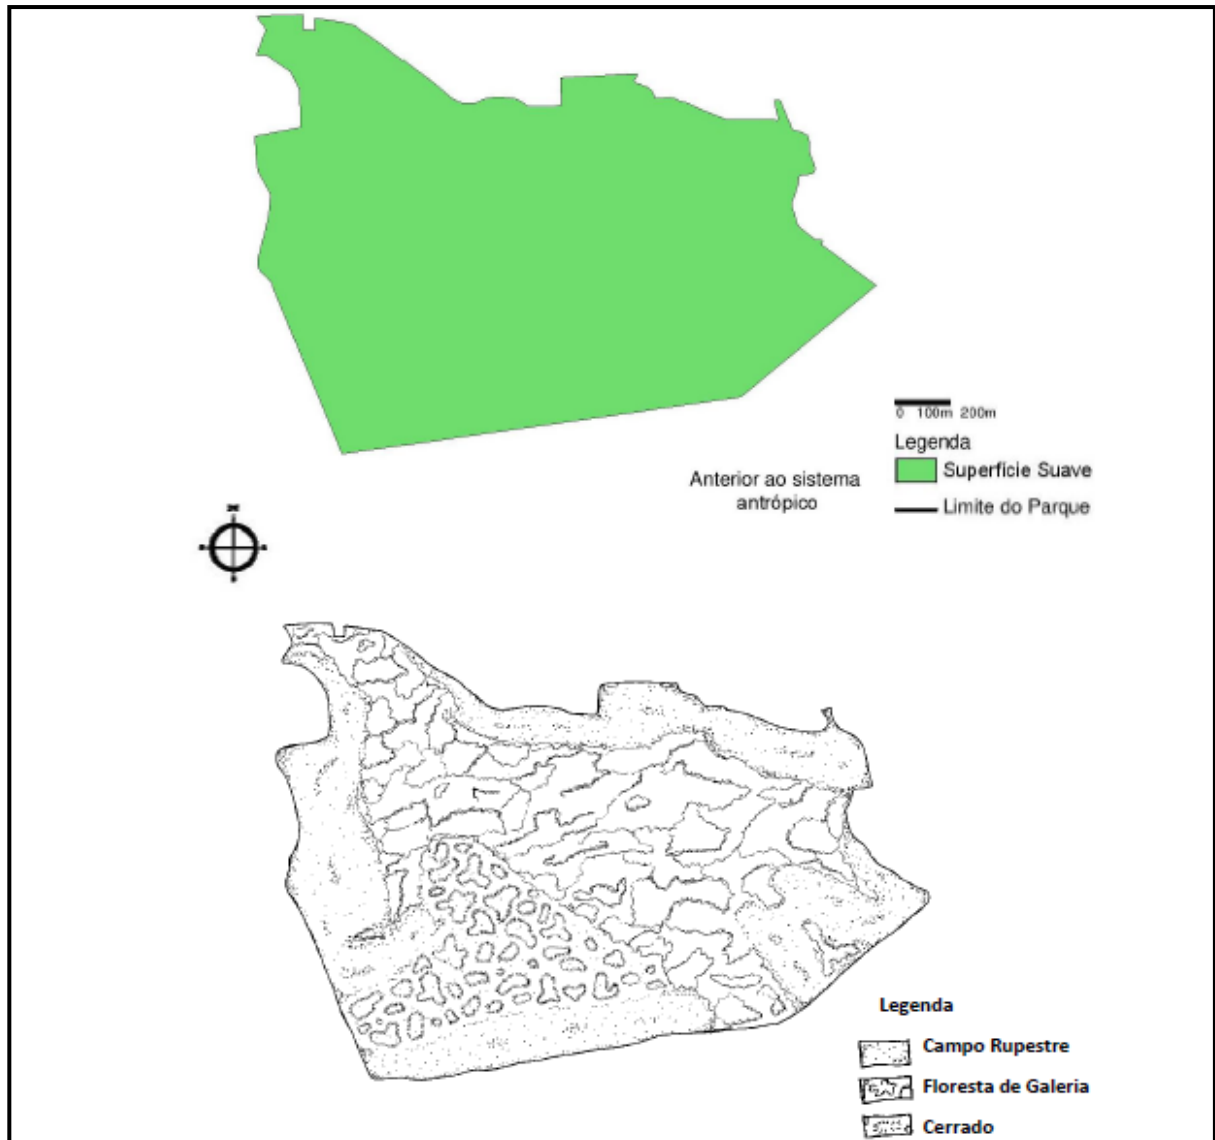 0 100m 200m
Legenda
Superfície Suave
Anterior ao sistema
antrópico
Limite do Parque
Legenda
Campo Rupestre
Floresta de Galeria
Cerrado